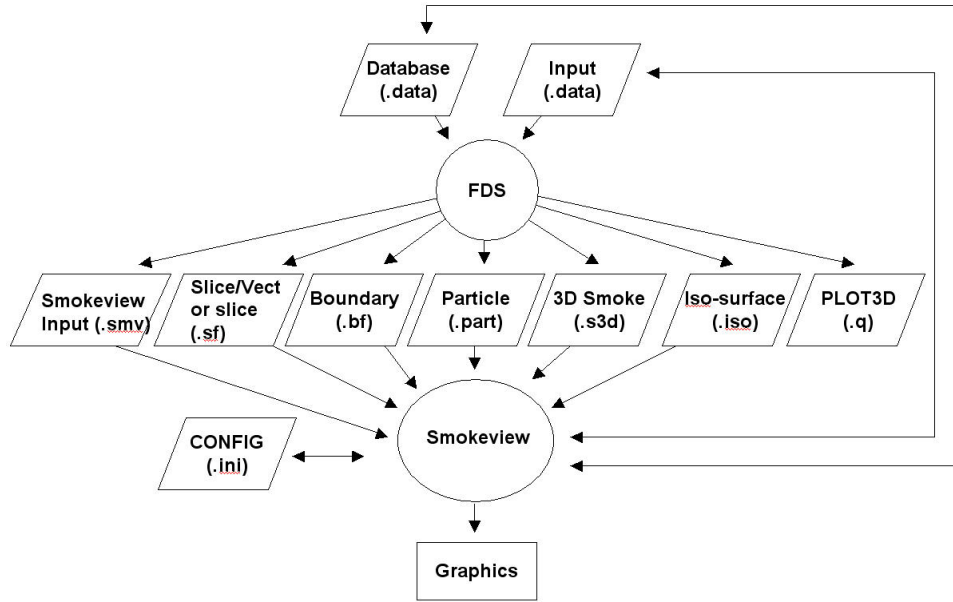 Database
(.data)
Input
(.data)
FDS
Smokeview
Input (.smv)
Slice/Vect
or slice
(.sf)
Boundary
(.bf)
Particle
(.part)
3D Smoke
(.s3d)
Iso-surface
(.iso)
PLOT3D
(.q)
CONFIG
(.ini)
Smokeview
Graphics